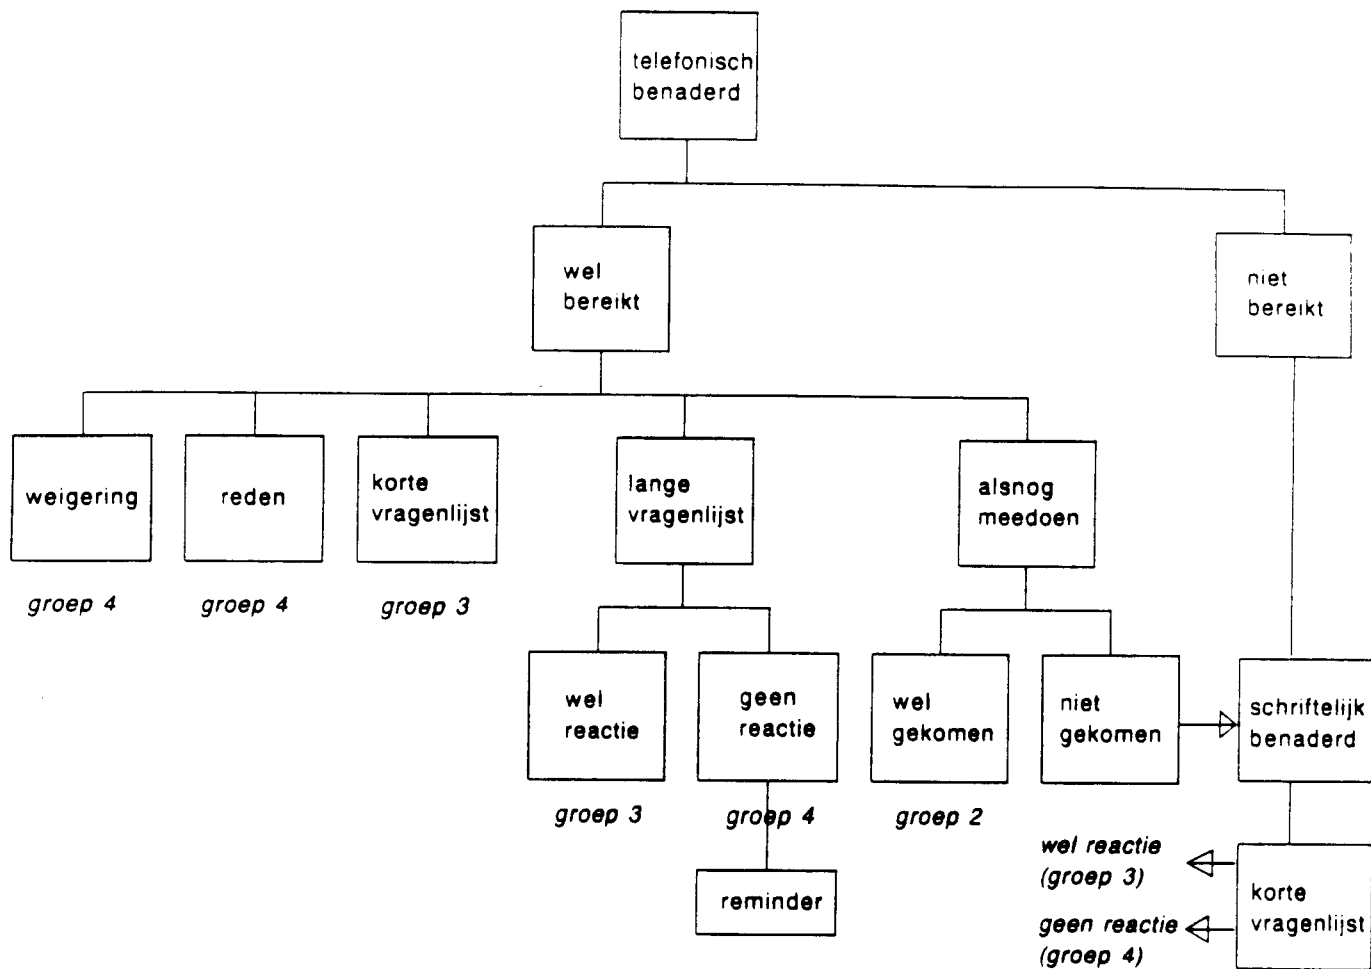 telefonisch
benaderd
wel
bereikt
niet
bereikt
weigering
reden
korte
vragenlijst
lange
vragenlijst
alsnog
meedoen
groep 4
groep 4
groep 3
wel
reactie
geen
reactie
wel
gekomen
niet
gekomen
schriftelijk
benaderd
groep 3
groep 4
groep 2
reminder
wel reactie
(groep 3)
geen reactie
(groep 4)
korte
vragenlijst